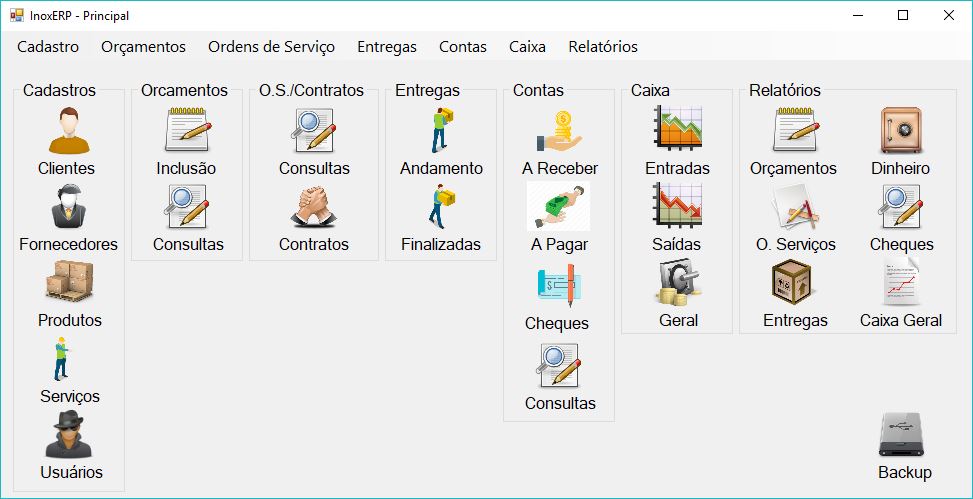 InoxERP - Principal
Cadastro Orçamentos Ordens de Serviço Entregas Contas Caixa Relatórios
Cadastros
Clientes
Fornecedores
Produtos
Serviços
Usuários
Orcamentos
Inclusão
Consultas
O.S./Contratos
Consultas
Contratos
Entregas
Andamento
Finalizadas
Contas
A Receber
A Pagar
Cheques
Consultas
Caixa
Entradas
Saídas
Geral
Relatórios
Orçamentos
Dinheiro
O. Serviços
Cheques
Entregas
Caixa Geral
Backup